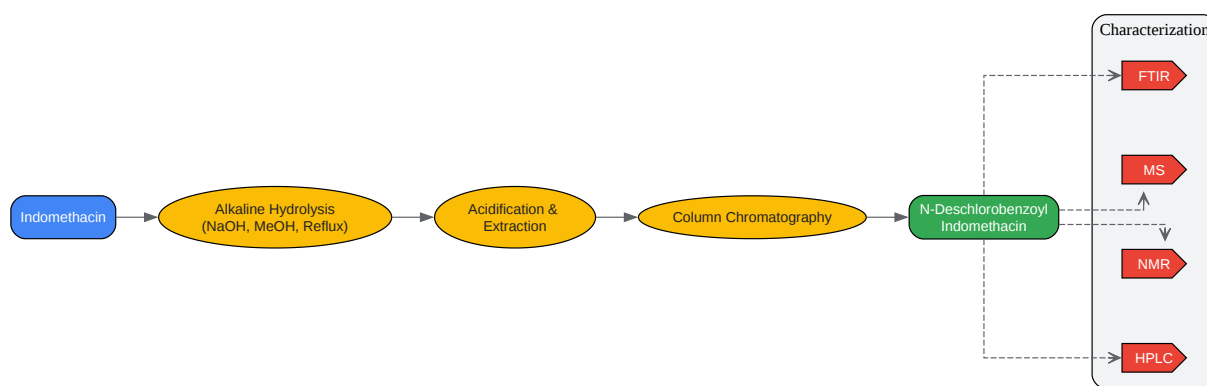 Characterization
FTIR
MS
Indomethacin
Alkaline Hydrolysis
(NaOH, MeOH, Reflux)
Acidification &
Extraction
Column Chromatography
N-Deschlorobenzoyl
Indomethacin
NMR
HPLC